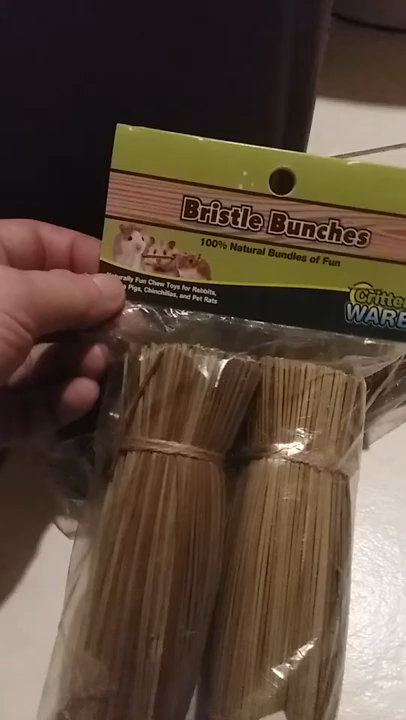 Bristle Bunches
100% Natural Bundles of Fun
Naturally Fun Chew Toys for Rabbits,
Pigs, Chinchillas, and Pet Rats
Critter
WARE